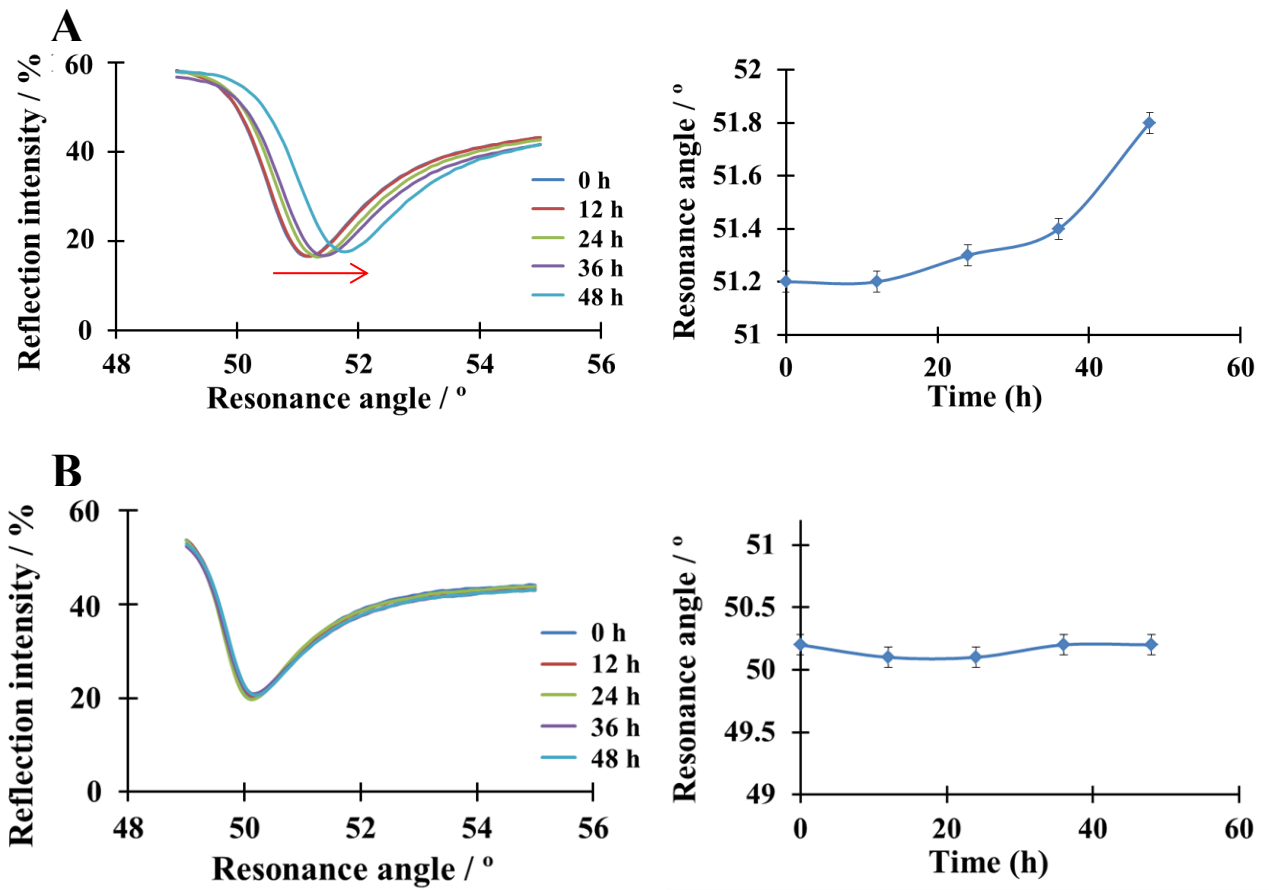 A
Reflection intensity / %
60
40
20
0
48
50
52
54
56
Resonance angle / º
0 h
12 h
24 h
36 h
48 h
Resonance angle / º
52
51.8
51.6
51.4
51.2
51
0
20
40
60
Time (h)
B
Reflection intensity / %
60
40
20
0
48
50
52
54
56
Resonance angle / º
0 h
12 h
24 h
36 h
48 h
Resonance angle / º
51
50.5
50
49.5
49
0
20
40
60
Time (h)